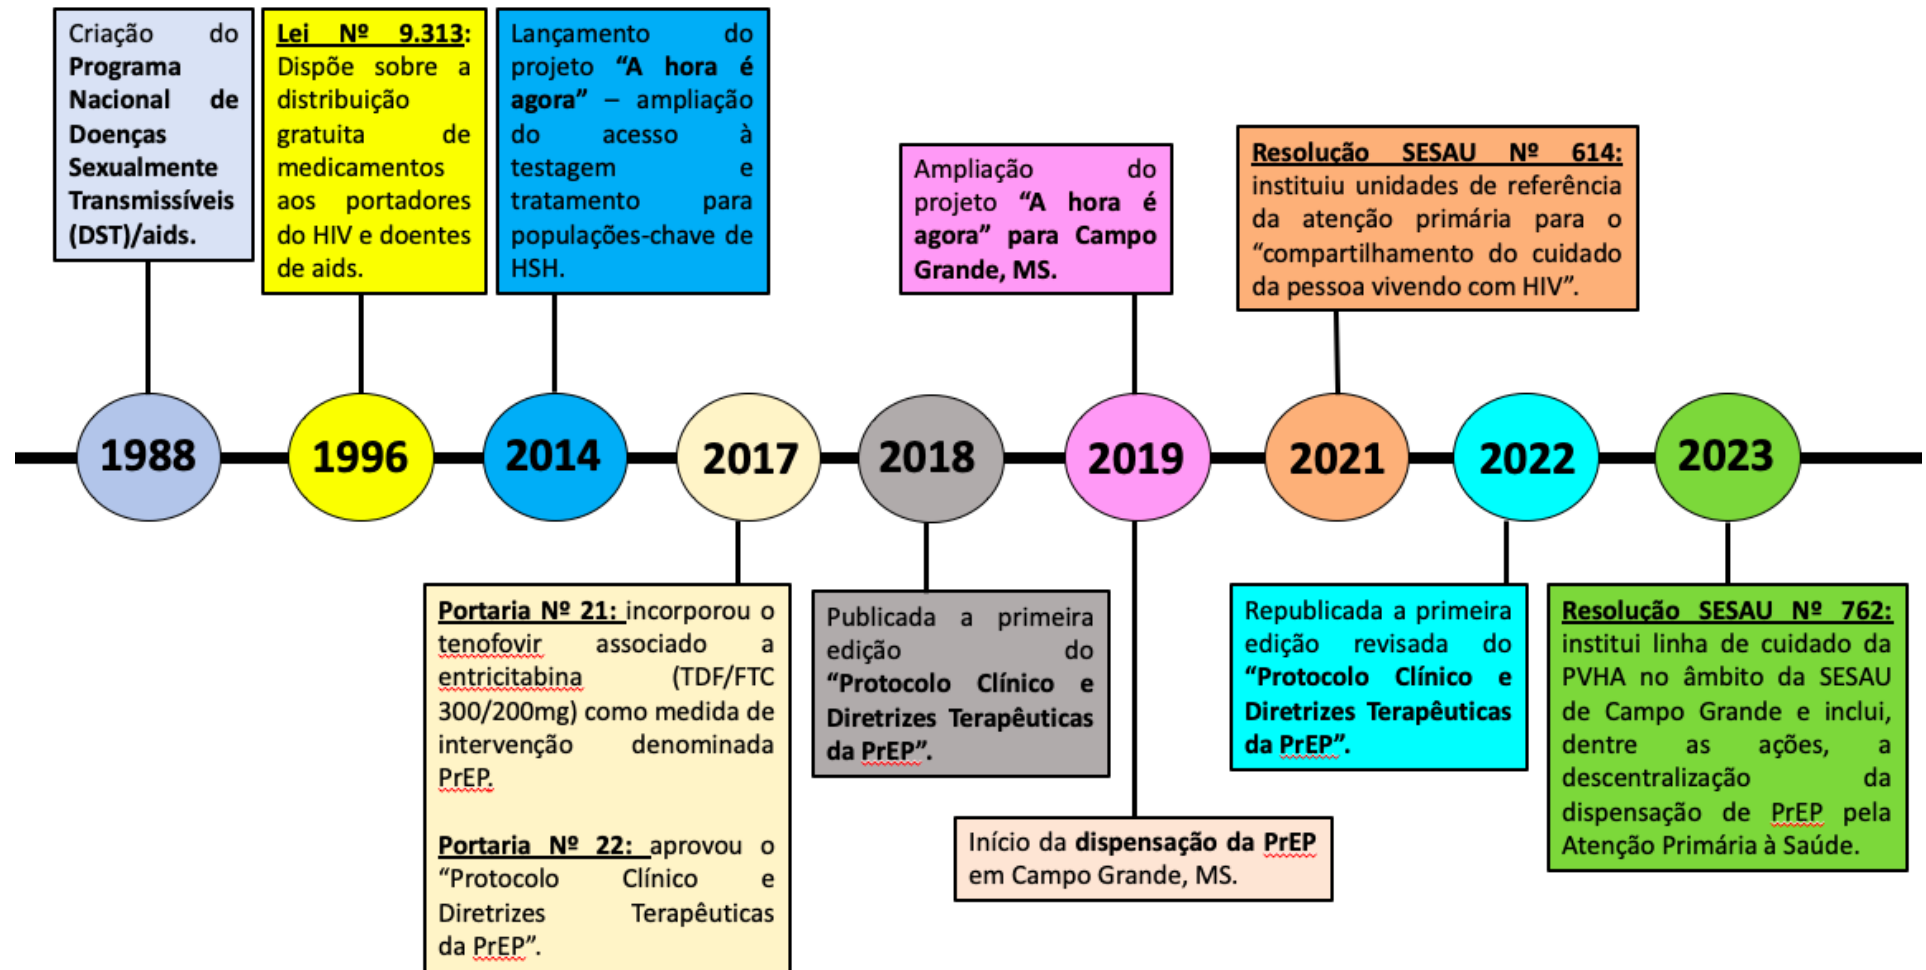 Criação do
Programa
Nacional de
Doenças
Sexualmente
Transmissíveis
(DST)/aids.
Lei Nº 9.313:
Dispõe sobre a
distribuição
gratuita de
medicamentos
aos portadores
do HIV e doentes
de aids.
Lançamento do
projeto “A hora é
agora” – ampliação
do acesso à
testagem e
tratamento para
populações-chave de
HSH.
Ampliação do
projeto “A hora é
agora” para Campo
Grande, MS.
Resolução SESAU Nº 614:
instituiu unidades de referência
da atenção primária para o
“compartilhamento do cuidado
da pessoa vivendo com HIV”.
1988
1996
2014
2017
2018
2019
2021
2022
2023
Portaria Nº 21: incorporou o
tenofovir associado a
entricitabina (TDF/FTC
300/200mg) como medida de
intervenção denominada
PrEP.
Portaria Nº 22: aprovou o
“Protocolo Clínico e
Diretrizes Terapêuticas
da PrEP”.
Publicada a primeira
edição do
“Protocolo Clínico e
Diretrizes Terapêuticas
da PrEP”.
Início da dispensação da PrEP
em Campo Grande, MS.
Republicada a primeira
edição revisada do
“Protocolo Clínico e
Diretrizes Terapêuticas
da PrEP”.
Resolução SESAU Nº 762:
institui linha de cuidado da
PVHA no âmbito da SESAU
de Campo Grande e inclui,
dentre as ações, a
descentralização da
dispensação de PrEP pela
Atenção Primária à Saúde.